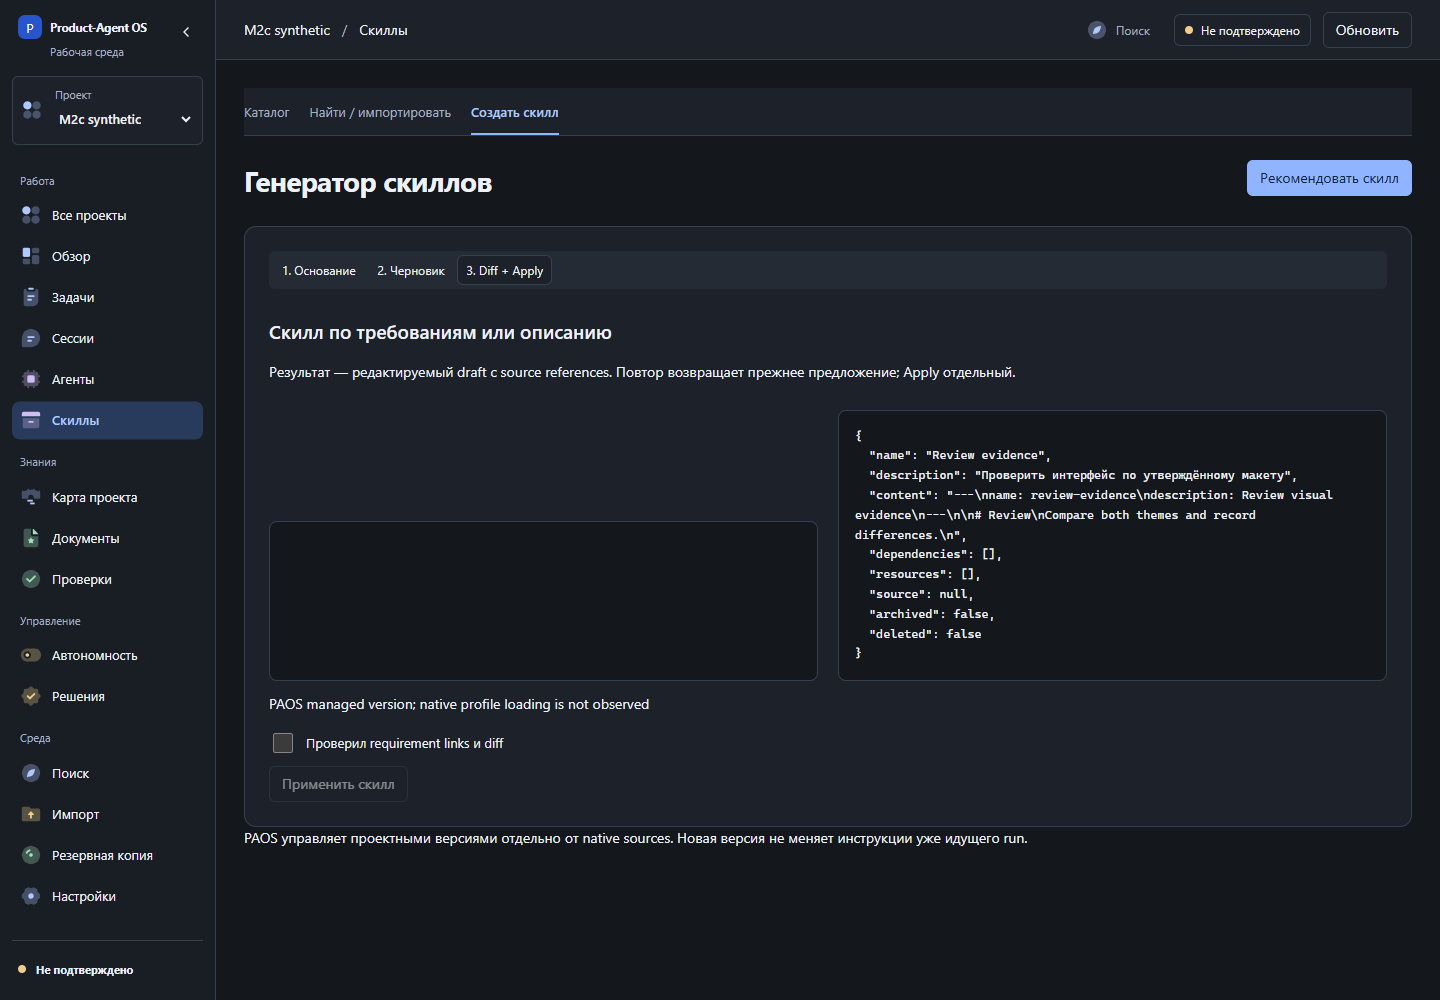 P
Product-Agent OS
Рабочая среда
Проект
M2c synthetic
Работа
Все проекты
Обзор
Задачи
Сессии
Агенты
Скиллы
Знания
Карта проекта
Документы
Проверки
Управление
Автономность
Решения
Среда
Поиск
Импорт
Резервная копия
Настройки
Не подтверждено
M2c synthetic / Скиллы
Поиск
Не подтверждено
Обновить
Каталог
Найти / импортировать
Создать скилл
Генератор скиллов
Рекомендовать скилл
1. Основание
2. Черновик
3. Diff + Apply
Скилл по требованиям или описанию
Результат — редактируемый draft с source references. Повтор возвращает прежнее предложение; Apply отдельный.
{
"name": "Review evidence",
"description": "Проверить интерфейс по утверждённому макету",
"content": "---\nname: review-evidence\ndescription: Review visual
evidence\n---\n\n# Review\nCompare both themes and record
differences.\n",
"dependencies": [],
"resources": [],
"source": null,
"archived": false,
"deleted": false
}
PAOS managed version; native profile loading is not observed
Проверил requirement links и diff
Применить скилл
PAOS управляет проектными версиями отдельно от native sources. Новая версия не меняет инструкции уже идущего run.